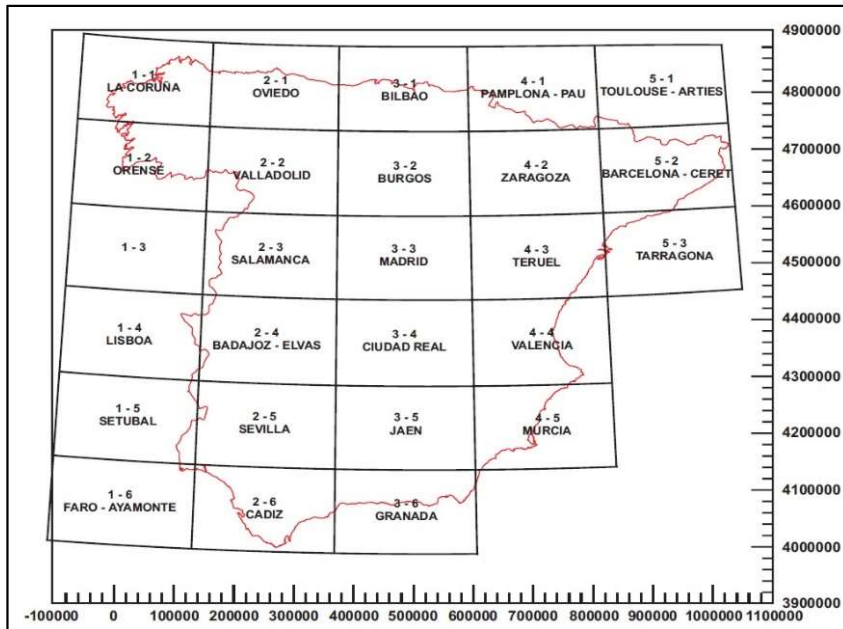 4900000
1 - 1
LA CORUÑA
2 - 1
OVIEDO
3 - 1
BILBAO
4 - 1
PAMPLONA - PAU
5 - 1
TOULOUSE - ARTIES
4800000
1 - 2
ORENSE
2 - 2
VALLADOLID
3 - 2
BURGOS
4 - 2
ZARAGOZA
5 - 2
BARCELONA - CERET
4700000
4600000
1 - 3
2 - 3
SALAMANCA
3 - 3
MADRID
4 - 3
TERUEL
5 - 3
TARRAGONA
4500000
1 - 4
LISBOA
2 - 4
BADAJOZ - ELVAS
3 - 4
CIUDAD REAL
4 - 4
VALENCIA
4400000
4300000
1 - 5
SETUBAL
2 - 5
SEVILLA
3 - 5
JAEN
4 - 5
MURCIA
4200000
1 - 6
FARO - AYAMONTE
2 - 6
CADIZ
3 - 6
GRANADA
4100000
4000000
3900000
-100000 0 100000 200000 300000 400000 500000 600000 700000 800000 900000 1000000 1100000